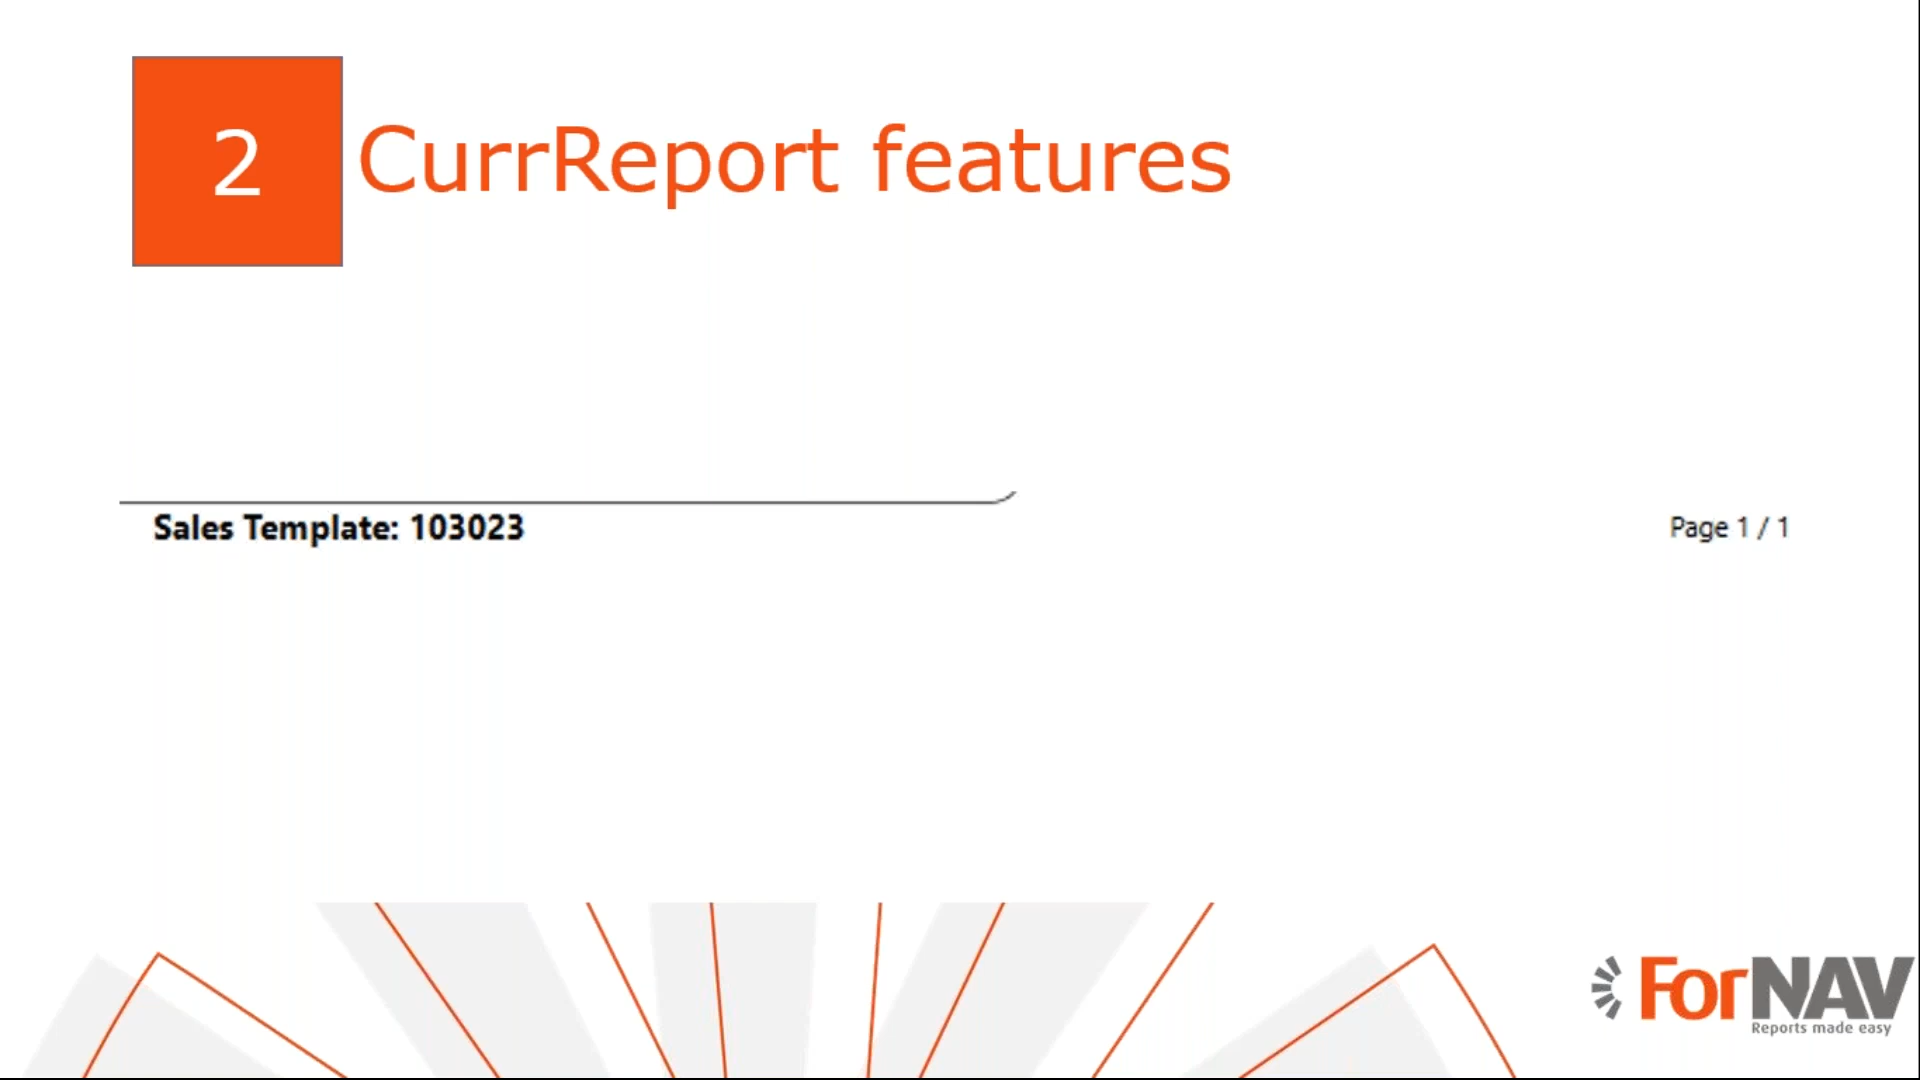 2
CurrReport features
Sales Template: 103023
Page 1 / 1
ForNAV
Reports made easy